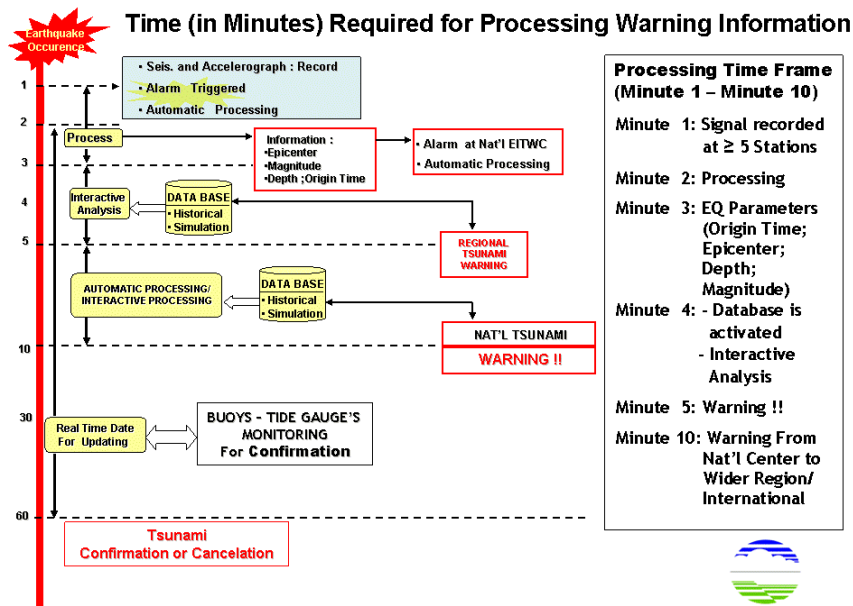 Time (in Minutes) Required for Processing Warning Information
Earthquake
Occurence
1
• Seis. and Accelerograph : Record
• Alarm Triggered
• Automatic Processing
2
Process
Information :
•Epicenter
•Magnitude
•Depth ;Origin Time
• Alarm at Nat'l EITWC
• Automatic Processing
3
4
Interactive
Analysis
DATA BASE
• Historical
• Simulation
5
REGIONAL
TSUNAMI
WARNING
AUTOMATIC PROCESSING/
INTERACTIVE PROCESSING
DATA BASE
• Historical
• Simulation
NAT'L TSUNAMI
WARNING !!
10
30
Real Time Date
For Updating
BUOYS – TIDE GAUGE'S
MONITORING
For Confirmation
60
Tsunami
Confirmation or Cancelation
Processing Time Frame
(Minute 1 – Minute 10)
Minute 1: Signal recorded
at ≥ 5 Stations
Minute 2: Processing
Minute 3: EQ Parameters
(Origin Time;
Epicenter;
Depth;
Magnitude)
Minute 4: - Database is
activated
- Interactive
Analysis
Minute 5: Warning !!
Minute 10: Warning From
Nat'l Center to
Wider Region/
International